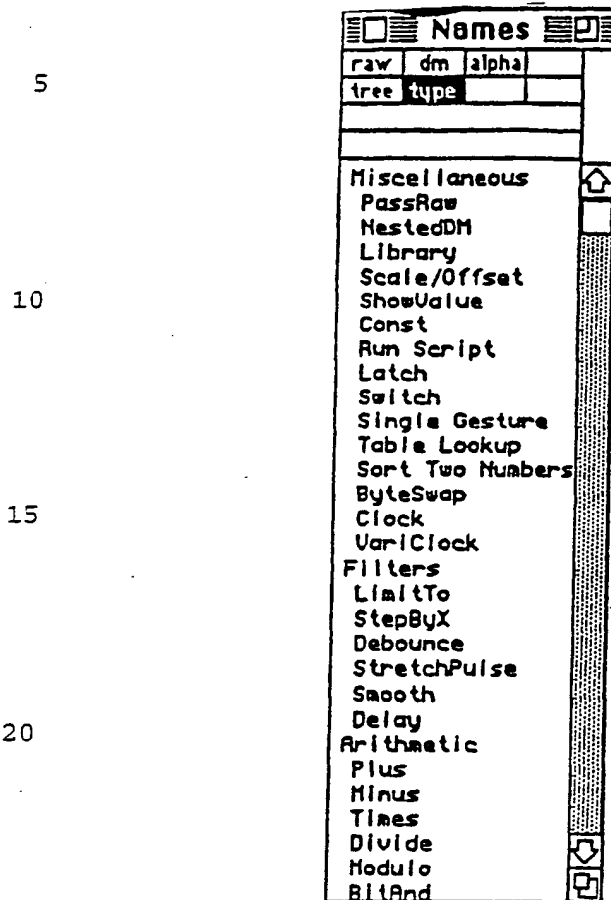 Names
raw dm alpha
5
tree type
Miscellaneous
PassRaw
NestedDM
Library
Scale/Offset
10
ShowValue
Const
Run Script
Latch
Switch
Single Gesture
Table Lookup
Sort Two Numbers
ByteSwap
15
Clock
VariClock
Filters
LimitTo
StepByX
Debounce
StretchPulse
Smooth
Delay
20
Arithmetic
Plus
Minus
Times
Divide
Modulo
BitAnd